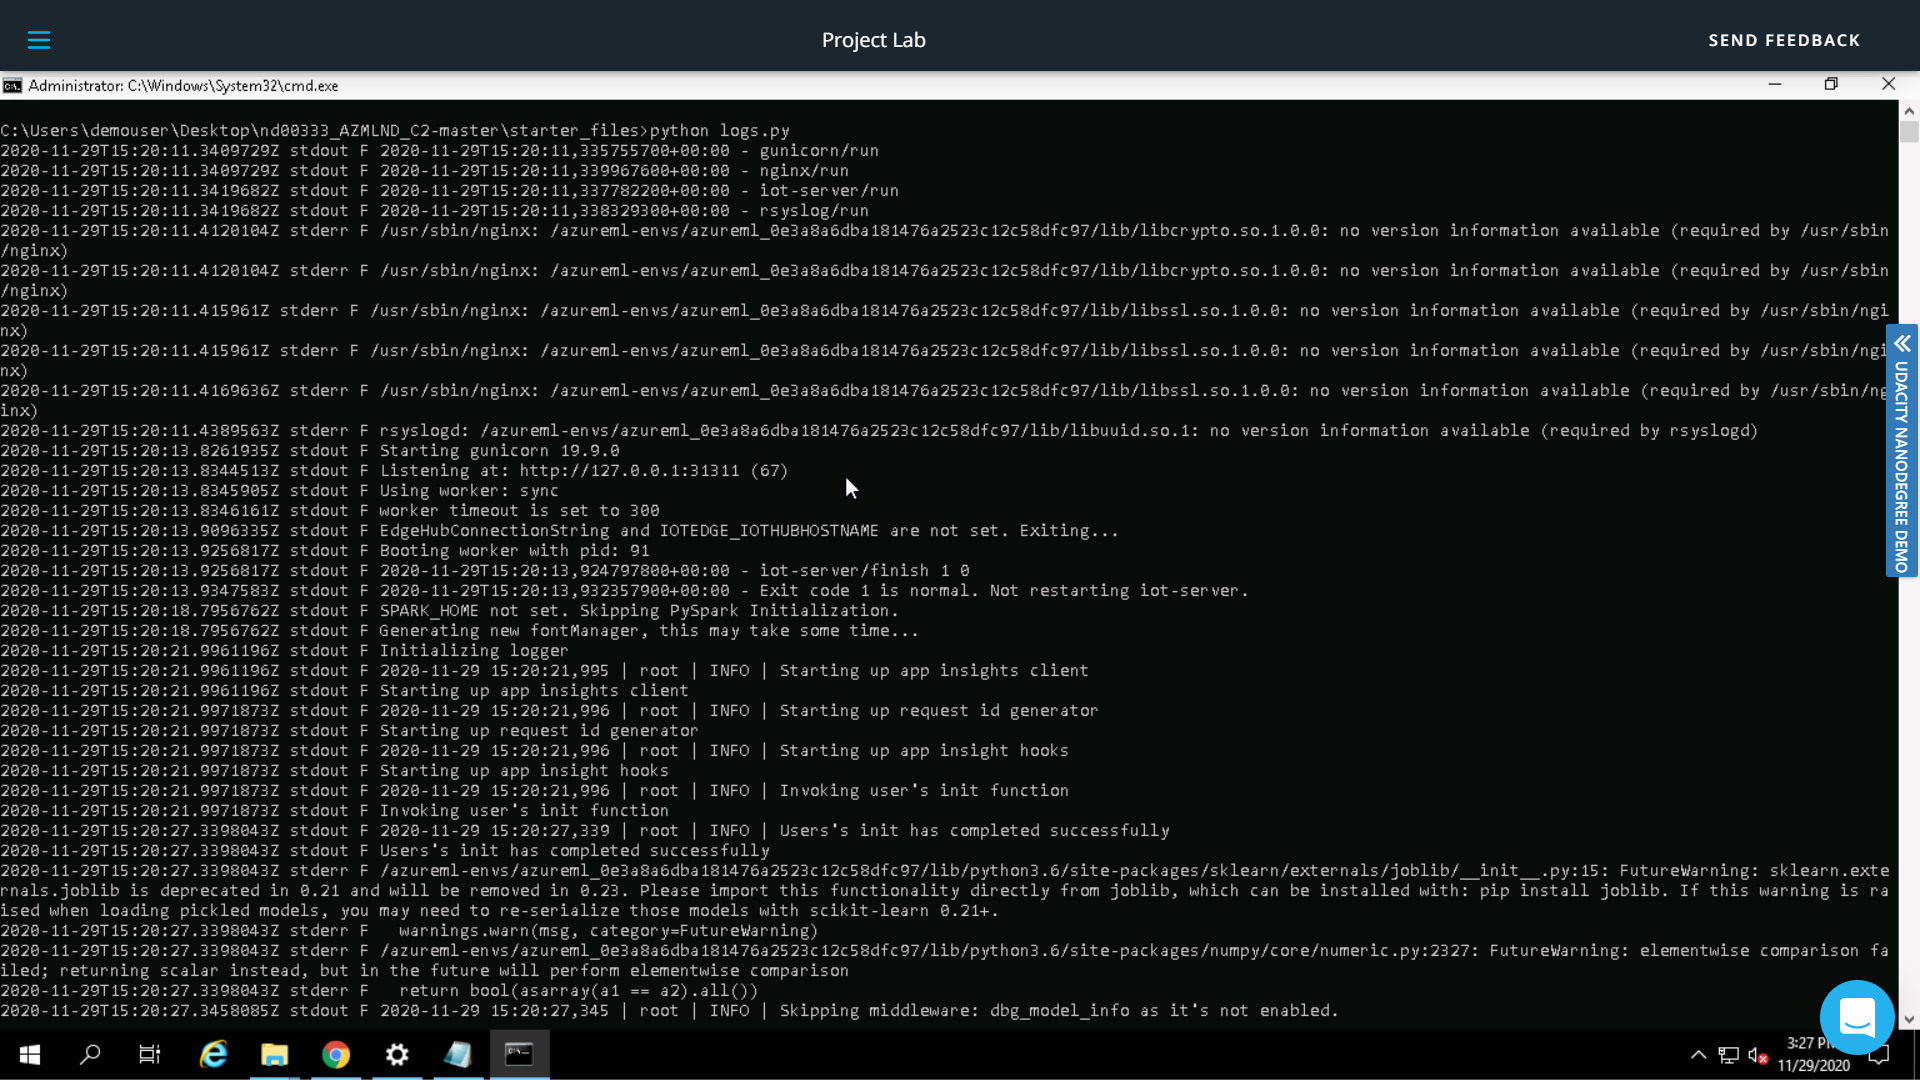 Project Lab
SEND FEEDBACK
Administrator: C:\Windows\System32\cmd.exe
C:\Users\demouser\Desktop\nd00333_AZMLND_C2-master\starter_files>python logs.py
2020-11-29T15:20:11.3409729Z stdout F 2020-11-29T15:20:11,335755700+00:00 - gunicorn/run
2020-11-29T15:20:11.3409729Z stdout F 2020-11-29T15:20:11,339967600+00:00 - nginx/run
2020-11-29T15:20:11.3419682Z stdout F 2020-11-29T15:20:11,337782200+00:00 - iot-server/run
2020-11-29T15:20:11.3419682Z stdout F 2020-11-29T15:20:11,338329300+00:00 - rsyslog/run
2020-11-29T15:20:11.4120104Z stderr F /usr/sbin/nginx: /azureml-envs/azureml_0e3a8a6dba181476a2523c12c58dfc97/lib/libcrypto.so.1.0.0: no version information available (required by /usr/sbin
/nginx)
2020-11-29T15:20:11.4120104Z stderr F /usr/sbin/nginx: /azureml-envs/azureml_0e3a8a6dba181476a2523c12c58dfc97/lib/libcrypto.so.1.0.0: no version information available (required by /usr/sbin
/nginx)
2020-11-29T15:20:11.415961Z stderr F /usr/sbin/nginx: /azureml-envs/azureml_0e3a8a6dba181476a2523c12c58dfc97/lib/libssl.so.1.0.0: no version information available (required by /usr/sbin/ngi
nx)
2020-11-29T15:20:11.415961Z stderr F /usr/sbin/nginx: /azureml-envs/azureml_0e3a8a6dba181476a2523c12c58dfc97/lib/libssl.so.1.0.0: no version information available (required by /usr/sbin/ngi
nx)
2020-11-29T15:20:11.4169636Z stderr F /usr/sbin/nginx: /azureml-envs/azureml_0e3a8a6dba181476a2523c12c58dfc97/lib/libssl.so.1.0.0: no version information available (required by /usr/sbin/ng
inx)
2020-11-29T15:20:11.4389563Z stderr F rsyslogd: /azureml-envs/azureml_0e3a8a6dba181476a2523c12c58dfc97/lib/libuuid.so.1: no version information available (required by rsyslogd)
2020-11-29T15:20:13.8261935Z stdout F Starting gunicorn 19.9.0
2020-11-29T15:20:13.8344513Z stdout F Listening at: http://127.0.0.1:31311 (67)
2020-11-29T15:20:13.8345905Z stdout F Using worker: sync
2020-11-29T15:20:13.8346161Z stdout F worker timeout is set to 300
2020-11-29T15:20:13.9096335Z stdout F EdgeHubConnectionString and IOTEDGE_IOTHUBHOSTNAME are not set. Exiting...
2020-11-29T15:20:13.9256817Z stdout F Booting worker with pid: 91
2020-11-29T15:20:13.9256817Z stdout F 2020-11-29T15:20:13,924797800+00:00 - iot-server/finish 1 0
2020-11-29T15:20:13.9347583Z stdout F 2020-11-29T15:20:13,932357900+00:00 - Exit code 1 is normal. Not restarting iot-server.
2020-11-29T15:20:18.7956762Z stdout F SPARK_HOME not set. Skipping PySpark Initialization.
2020-11-29T15:20:18.7956762Z stdout F Generating new fontManager, this may take some time...
2020-11-29T15:20:21.9961196Z stdout F Initializing logger
2020-11-29T15:20:21.9961196Z stdout F 2020-11-29 15:20:21,995 | root | INFO | Starting up app insights client
2020-11-29T15:20:21.9961196Z stdout F Starting up app insights client
2020-11-29T15:20:21.9971873Z stdout F 2020-11-29 15:20:21,996 | root | INFO | Starting up request id generator
2020-11-29T15:20:21.9971873Z stdout F Starting up request id generator
2020-11-29T15:20:21.9971873Z stdout F 2020-11-29 15:20:21,996 | root | INFO | Starting up app insight hooks
2020-11-29T15:20:21.9971873Z stdout F Starting up app insight hooks
2020-11-29T15:20:21.9971873Z stdout F 2020-11-29 15:20:21,996 | root | INFO | Invoking user's init function
2020-11-29T15:20:21.9971873Z stdout F Invoking user's init function
2020-11-29T15:20:27.3398043Z stdout F 2020-11-29 15:20:27,339 | root | INFO | Users's init has completed successfully
2020-11-29T15:20:27.3398043Z stdout F Users's init has completed successfully
2020-11-29T15:20:27.3398043Z stderr F /azureml-envs/azureml_0e3a8a6dba181476a2523c12c58dfc97/lib/python3.6/site-packages/sklearn/externals/joblib/__init__.py:15: FutureWarning: sklearn.exte
rnals.joblib is deprecated in 0.21 and will be removed in 0.23. Please import this functionality directly from joblib, which can be installed with: pip install joblib. If this warning is ra
ised when loading pickled models, you may need to re-serialize those models with scikit-learn 0.21+.
2020-11-29T15:20:27.3398043Z stderr F   warnings.warn(msg, category=FutureWarning)
2020-11-29T15:20:27.3398043Z stderr F /azureml-envs/azureml_0e3a8a6dba181476a2523c12c58dfc97/lib/python3.6/site-packages/numpy/core/numeric.py:2327: FutureWarning: elementwise comparison fa
iled; returning scalar instead, but in the future will perform elementwise comparison
2020-11-29T15:20:27.3398043Z stderr F   return bool(asarray(a1 == a2).all())
2020-11-29T15:20:27.3458085Z stdout F 2020-11-29 15:20:27,345 | root | INFO | Skipping middleware: dbg_model_info as it's not enabled.
UDACITY NANODEGREE DEMO
3:27
11/29/2020